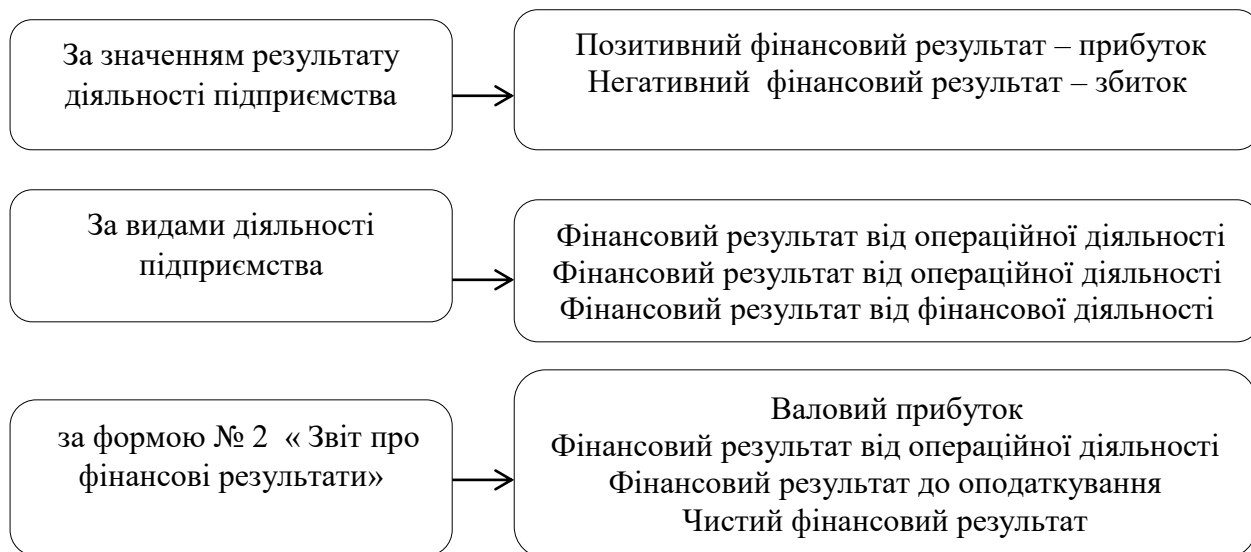 За значенням результату
діяльності підприємства
Позитивний фінансовий результат – прибуток
Негативний фінансовий результат – збиток
За видами діяльності
підприємства
Фінансовий результат від операційної діяльності
Фінансовий результат від операційної діяльності
Фінансовий результат від фінансової діяльності
за формою № 2 « Звіт про
фінансові результати»
Валовий прибуток
Фінансовий результат від операційної діяльності
Фінансовий результат до оподаткування
Чистий фінансовий результат